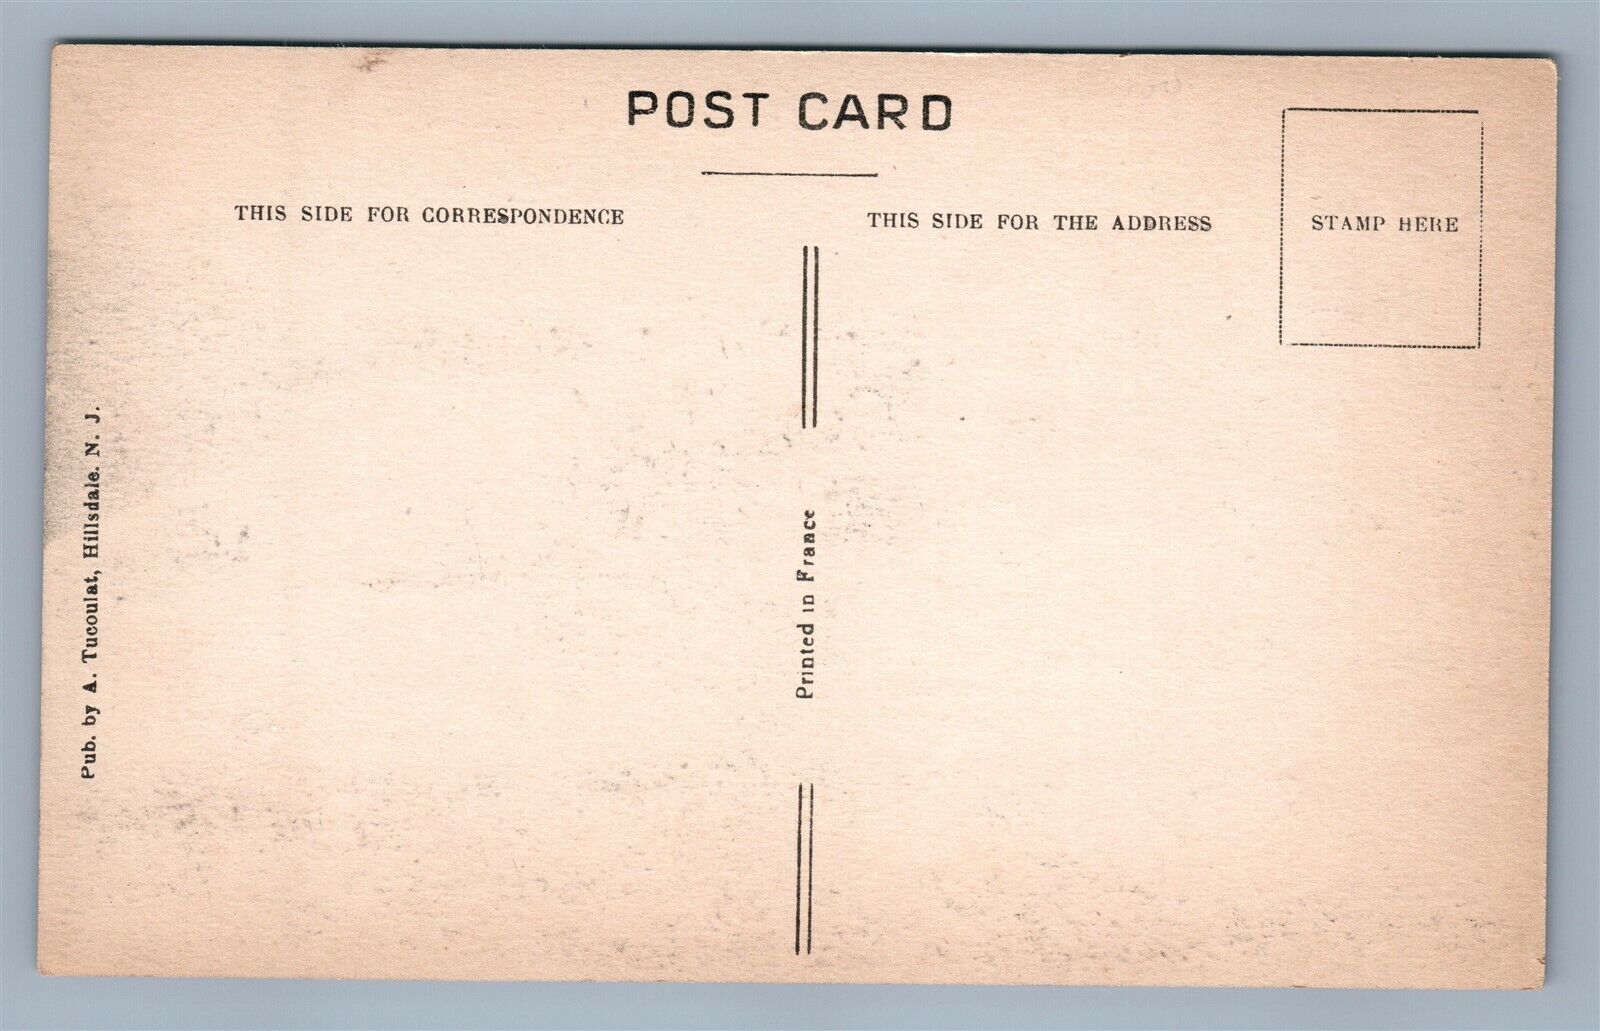 POST CARD
THIS SIDE FOR CORRESPONDENCE
THIS SIDE FOR THE ADDRESS
STAMP HERE
Pub. by A. Tucoulat, Hillsdale. N. J.
Printed in France